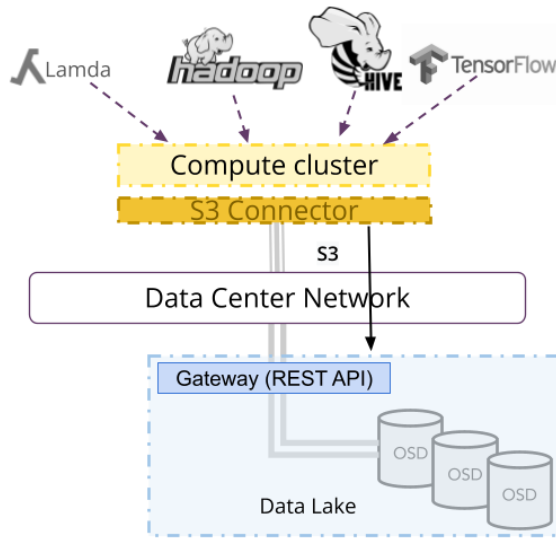 Lamda
hadoop
HIVE
TensorFlow
Compute cluster
S3 Connector
S3
Data Center Network
Gateway (REST API)
OSD
OSD
OSD
Data Lake